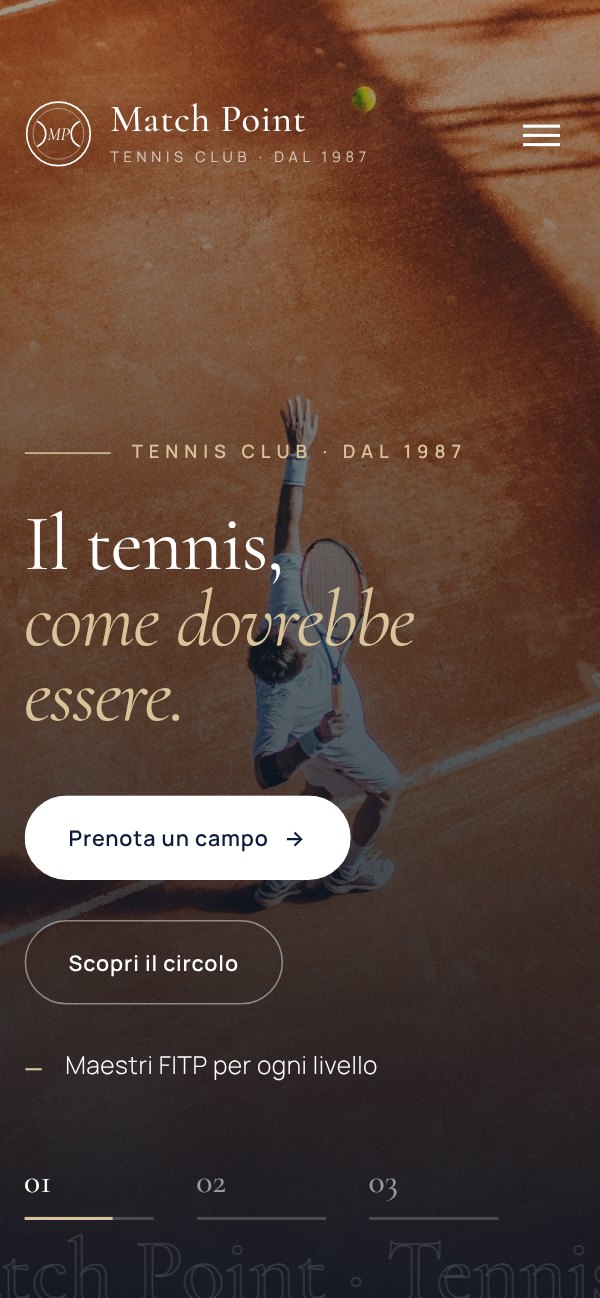 MP
Match Point
TENNIS CLUB · DAL 1987
TENNIS CLUB · DAL 1987
Il tennis,
come dovrebbe
essere.
Prenota un campo →
Scopri il circolo
– Maestri FITP per ogni livello
01 02 03
tch Point · Tennis